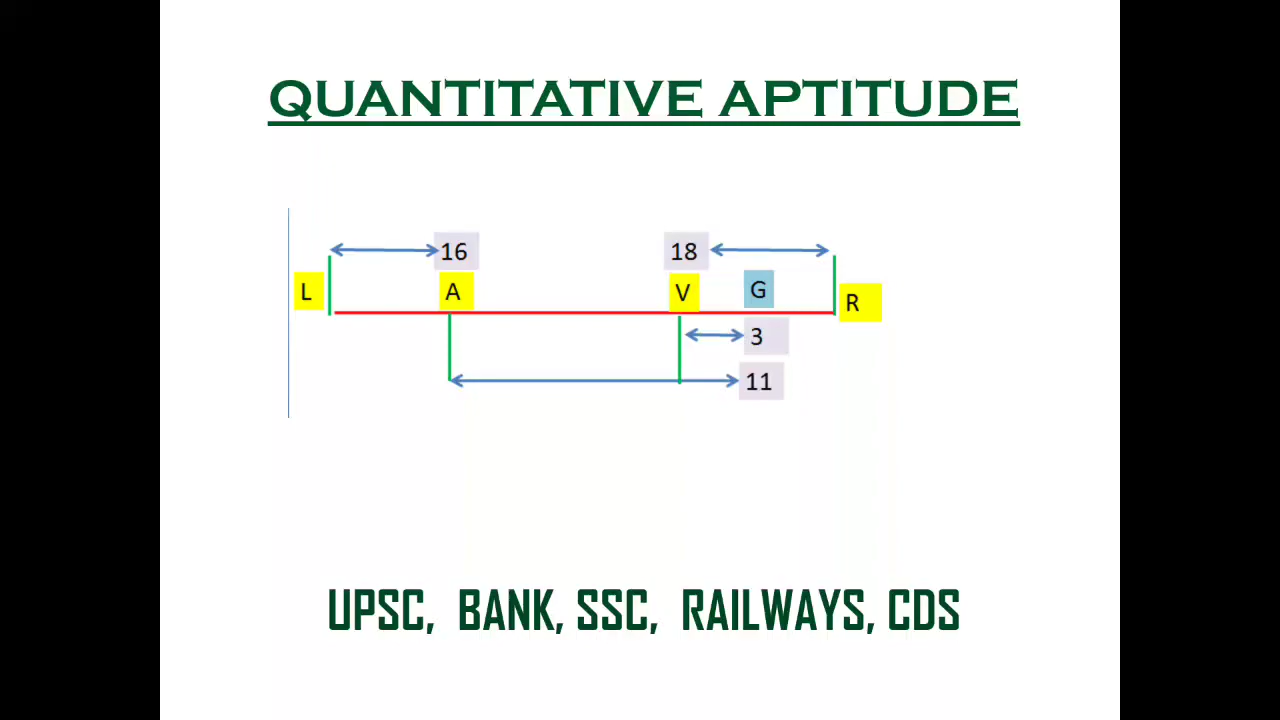 QUANTITATIVE APTITUDE
16 18
L A V G R
3
11
UPSC, BANK, SSC, RAILWAYS, CDS